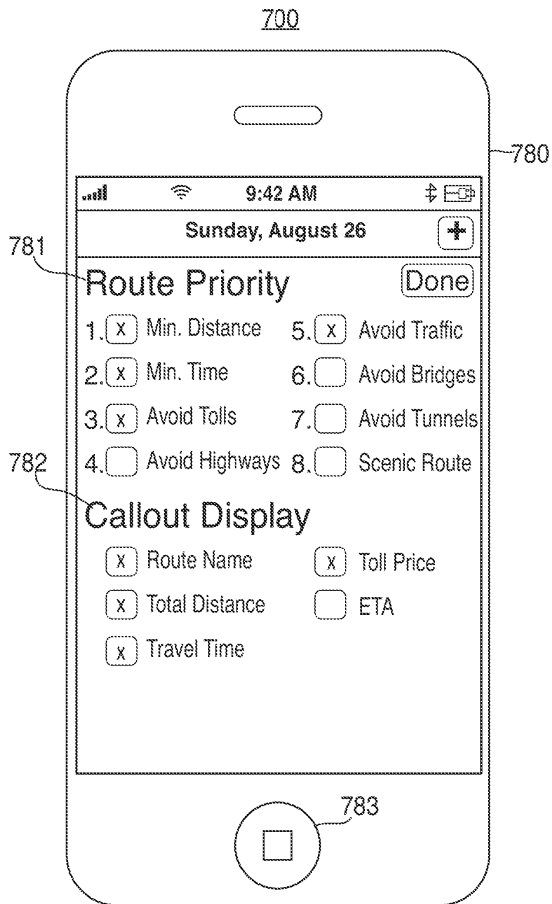 700
780
9:42 AM
Sunday, August 26 +
781
Route Priority Done
1. x Min. Distance 5. x Avoid Traffic
2. x Min. Time 6. Avoid Bridges
3. x Avoid Tolls 7. Avoid Tunnels
782
4. Avoid Highways 8. Scenic Route
Callout Display
x Route Name x Toll Price
x Total Distance ETA
x Travel Time
783